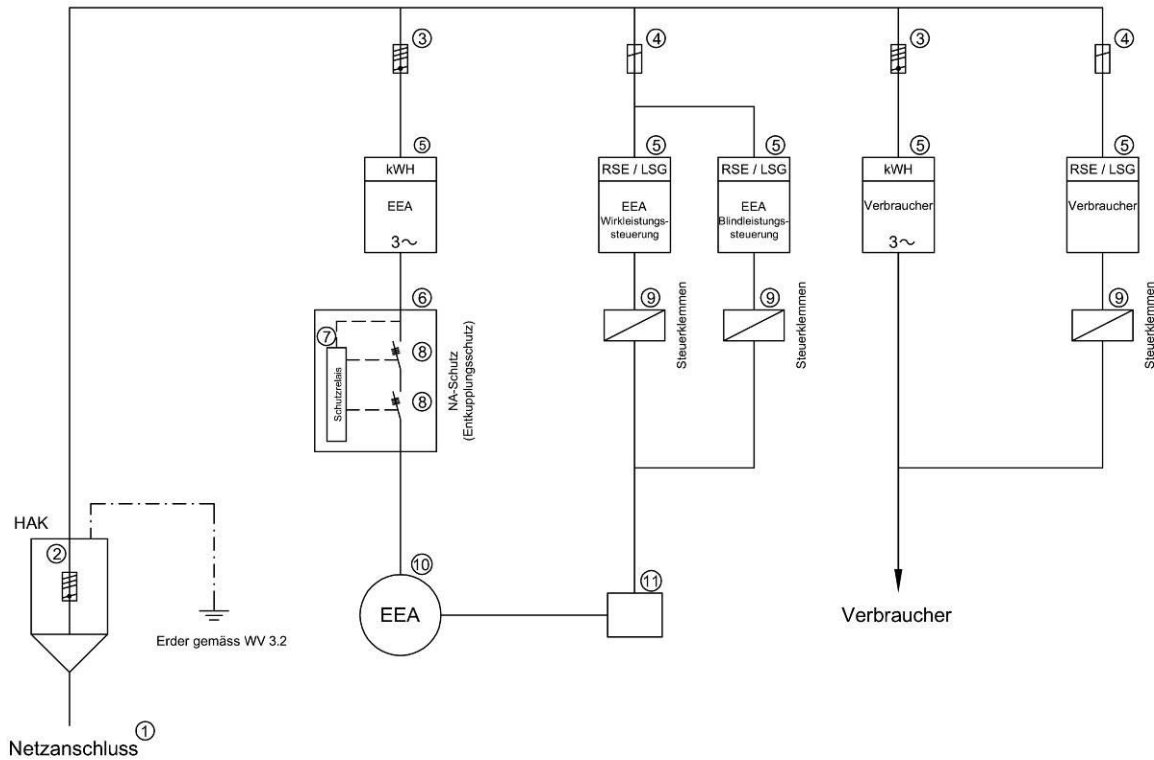 ③
④
③
④
⑤
kWH
EEA
3～
⑤
RSE / LSG
EEA
Wirkleistungs-
steuerung
⑤
RSE / LSG
EEA
Blindleistungs-
steuerung
⑤
kWH
Verbraucher
3～
⑤
RSE / LSG
Verbraucher
⑥
⑦
Schutzrelais
⑧
⑧
NA-Schutz
(Entkupplungsschutz)
⑨
Steuerklemmen
⑨
Steuerklemmen
⑨
Steuerklemmen
HAK
②
Erder gemäss WV 3.2
⑩
EEA
⑪
Verbraucher
Netzanschluss ①